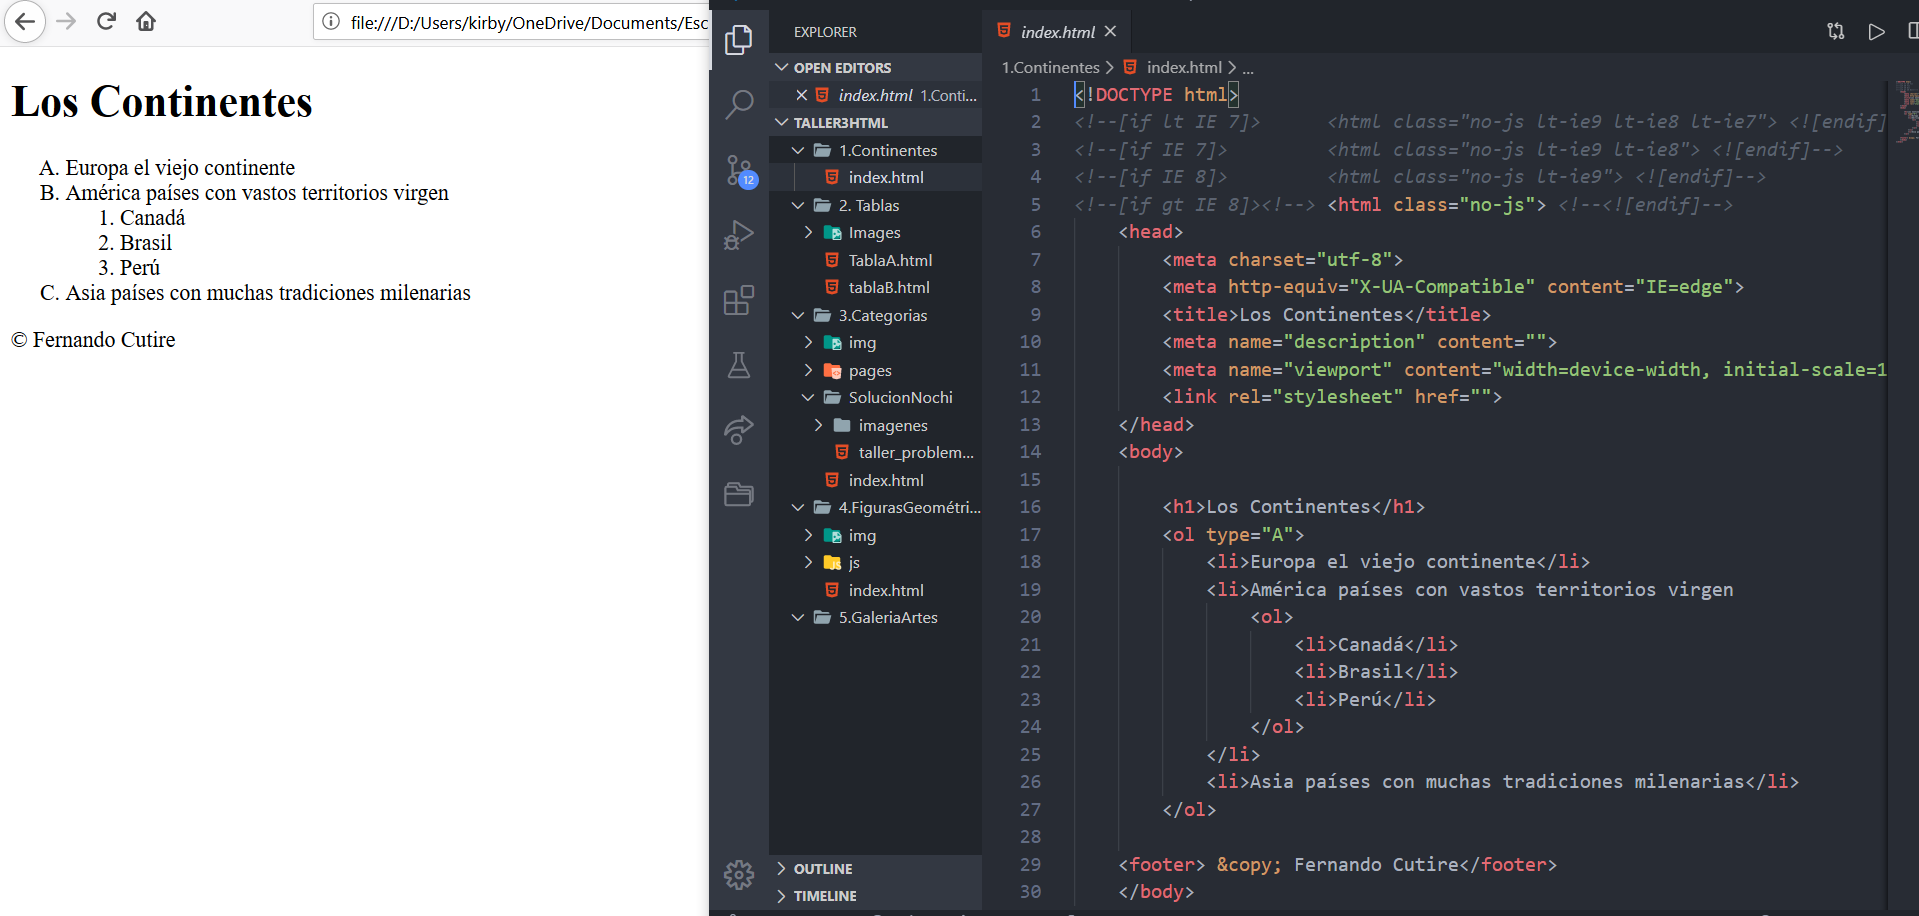 file:///D:/Users/kirby/OneDrive/Documents/Esc
Los Continentes
A. Europa el viejo continente
B. América países con vastos territorios virgen
1. Canadá
2. Brasil
3. Perú
C. Asia países con muchas tradiciones milenarias
© Fernando Cutire
12
EXPLORER
OPEN EDITORS
index.html 1.Conti...
TALLER3HTML
1.Continentes
index.html
2. Tablas
Images
TablaA.html
tablaB.html
3.Categorias
img
pages
SolucionNochi
imagenes
taller_problem...
index.html
4.FigurasGeométri...
img
js
index.html
5.GaleriaArtes
OUTLINE
TIMELINE
index.html
1.Continentes > index.html > ...
1 <!DOCTYPE html>
2 <!--[if lt IE 7]>      <html class="no-js lt-ie9 lt-ie8 lt-ie7"> <![endif]
3 <!--[if IE 7]>         <html class="no-js lt-ie9 lt-ie8"> <![endif]-->
4 <!--[if IE 8]>         <html class="no-js lt-ie9"> <![endif]-->
5 <!--[if gt IE 8]><!--> <html class="no-js"> <!--<![endif]-->
6     <head>
7         <meta charset="utf-8">
8         <meta http-equiv="X-UA-Compatible" content="IE=edge">
9         <title>Los Continentes</title>
10         <meta name="description" content="">
11         <meta name="viewport" content="width=device-width, initial-scale=1
12         <link rel="stylesheet" href="">
13     </head>
14     <body>
15
16         <h1>Los Continentes</h1>
17         <ol type="A">
18             <li>Europa el viejo continente</li>
19             <li>América países con vastos territorios virgen
20                 <ol>
21                     <li>Canadá</li>
22                     <li>Brasil</li>
23                     <li>Perú</li>
24                 </ol>
25             </li>
26             <li>Asia países con muchas tradiciones milenarias</li>
27         </ol>
28
29     <footer> &copy; Fernando Cutire</footer>
30     </body>